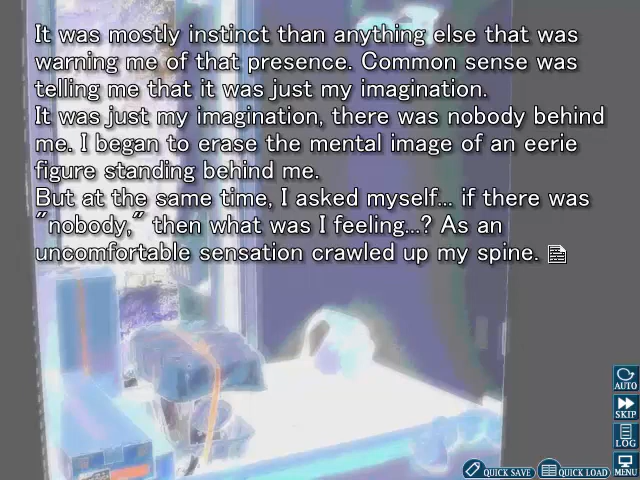 It was mostly instinct than anything else that was
warning me of that presence. Common sense was
telling me that it was just my imagination.
It was just my imagination, there was nobody behind
me. I began to erase the mental image of an eerie
figure standing behind me.
But at the same time, I asked myself... if there was
"nobody," then what was I feeling...? As an
uncomfortable sensation crawled up my spine.
AUTO
SKIP
LOG
MENU
QUICK SAVE
QUICK LOAD